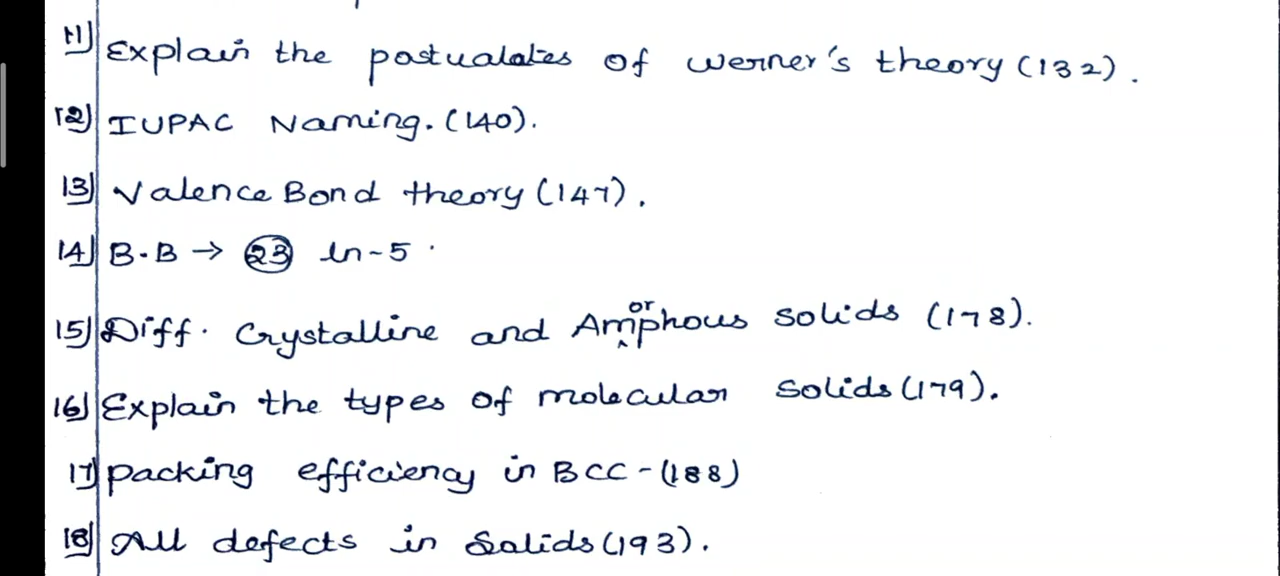 11) Explain the postualates of werner's theory (132).
12) IUPAC Naming. (140).
13) Valence Bond theory (147).
14) B.B → 23 ln-5.
15) Diff. Crystalline and Amorphous solids (178).
16) Explain the types of molecular solids (179).
17) packing efficiency in BCC - (188)
18) All defects in Solids (193).